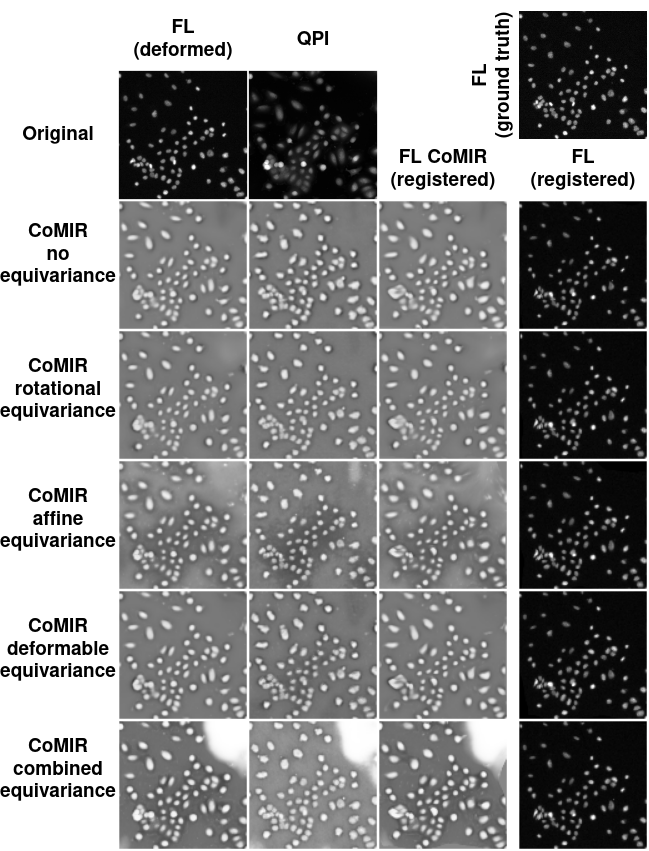 FL
(deformed)
QPI
FL
(ground truth)
Original
FL CoMIR
(registered)
FL
(registered)
CoMIR
no
equivariance
CoMIR
rotational
equivariance
CoMIR
affine
equivariance
CoMIR
deformable
equivariance
CoMIR
combined
equivariance